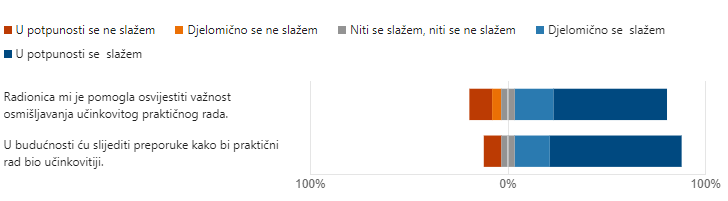 U potpunosti se ne slažem Djelomično se ne slažem Niti se slažem, niti se ne slažem Djelomično se  slažem
U potpunosti se  slažem
Radionica mi je pomogla osvijestiti važnost
osmišljavanja učinkovitog praktičnog rada.
U budućnosti ću slijediti preporuke kako bi praktični
rad bio učinkovitiji.
100% 0% 100%